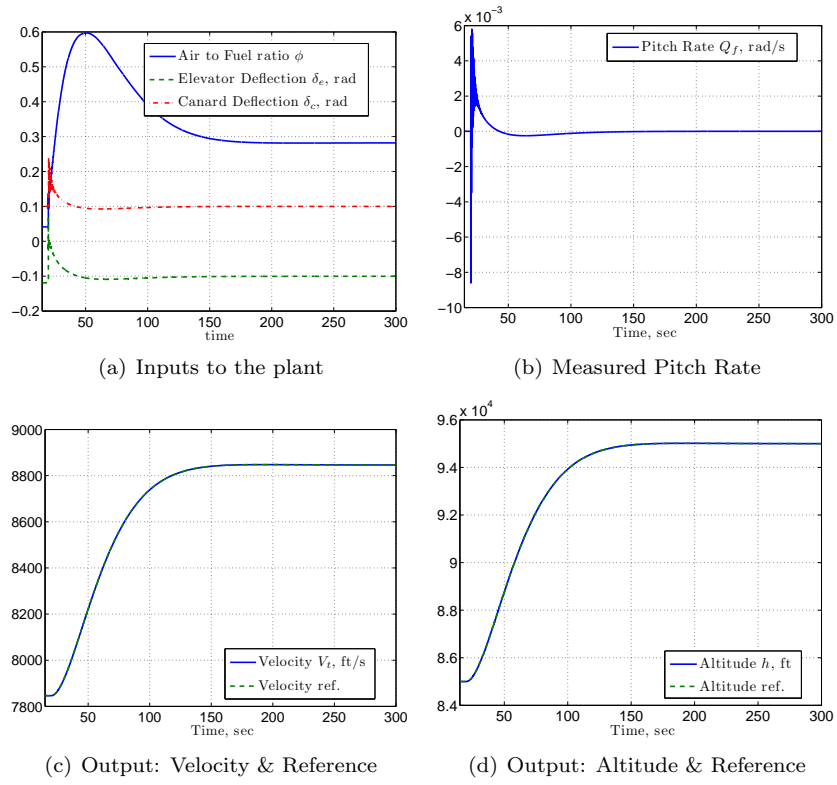 0.6
0.5
0.4
0.3
0.2
0.1
0
−0.1
−0.2
50 100 150 200 250 300
time
Air to Fuel ratio ϕ
Elevator Deflection δe, rad
Canard Deflection δc, rad
(a) Inputs to the plant
x 10−3
6
4
2
0
−2
−4
−6
−8
−10
50 100 150 200 250 300
Time, sec
Pitch Rate Qf, rad/s
(b) Measured Pitch Rate
9000
8800
8600
8400
8200
8000
7800
50 100 150 200 250 300
Time, sec
Velocity Vt, ft/s
Velocity ref.
(c) Output: Velocity & Reference
x 104
9.6
9.4
9.2
9
8.8
8.6
8.4
50 100 150 200 250 300
Time, sec
Altitude h, ft
Altitude ref.
(d) Output: Altitude & Reference